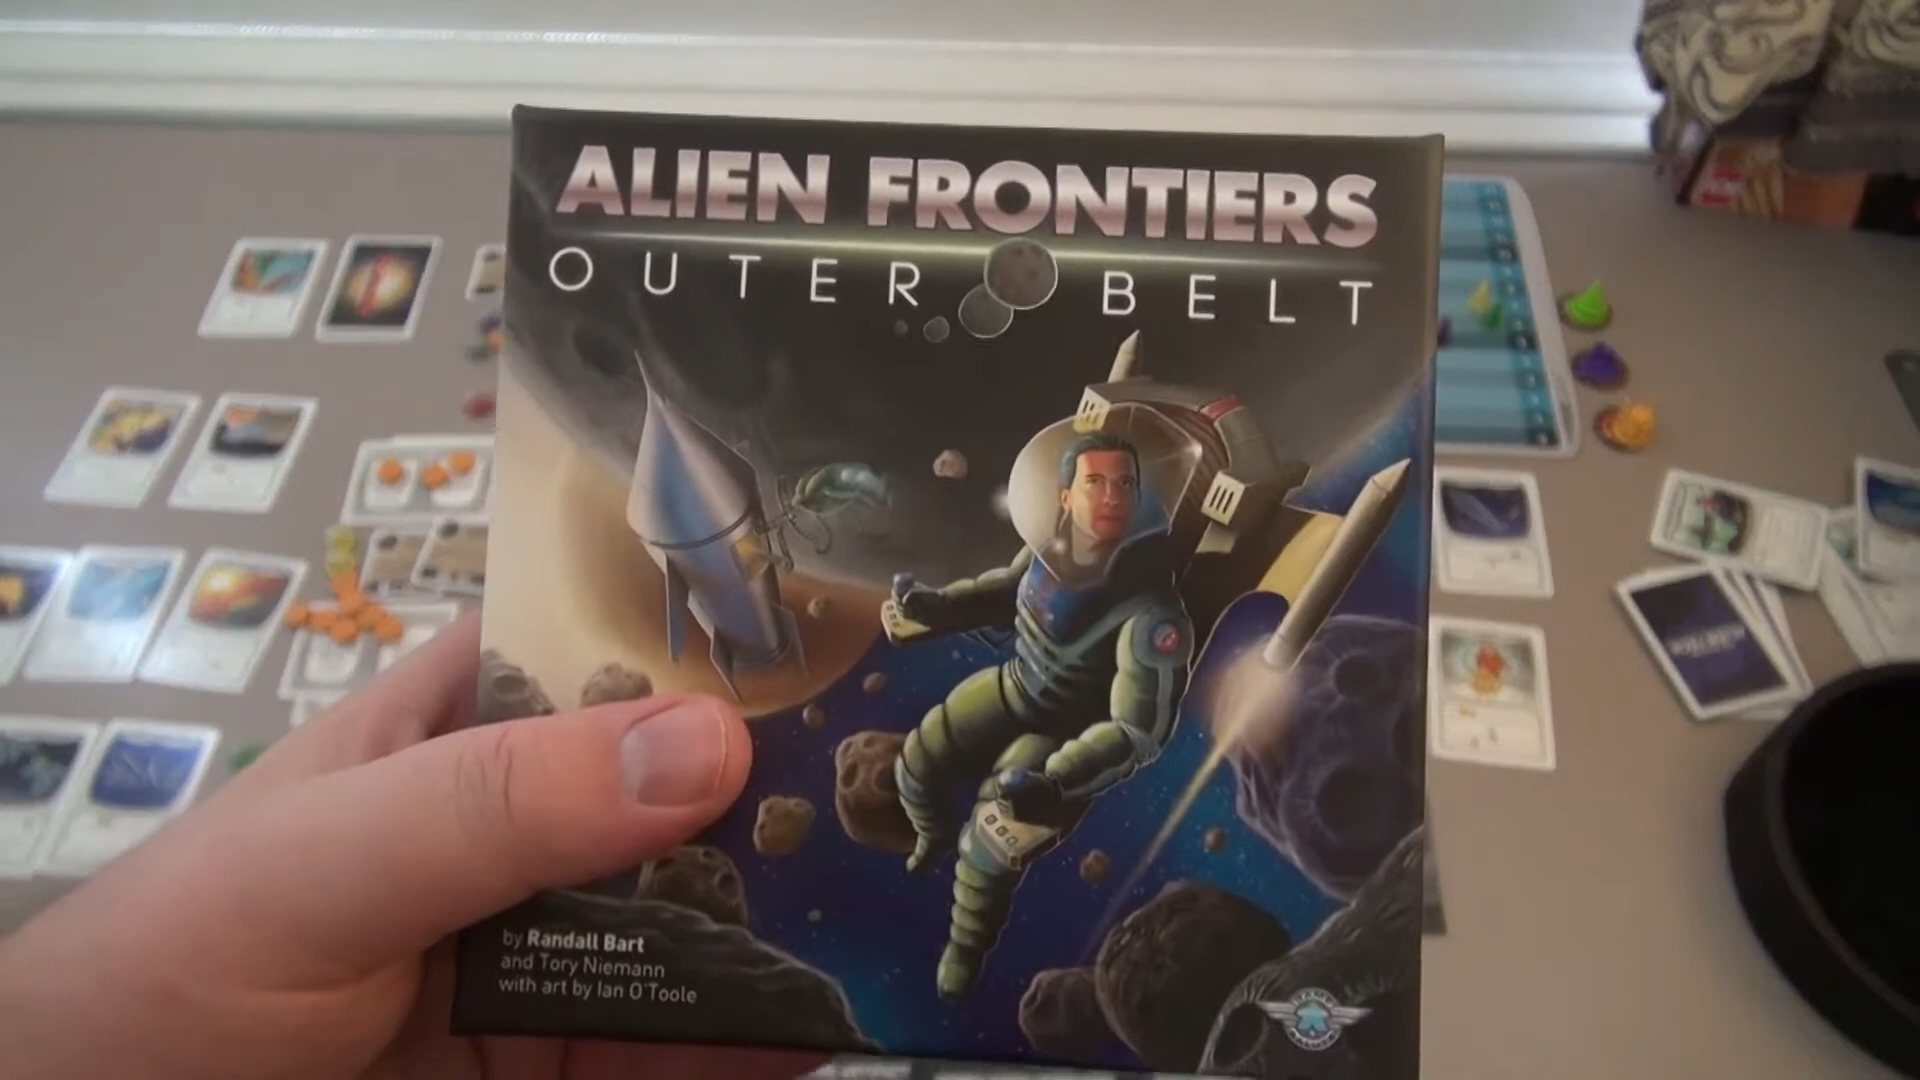 ALIEN FRONTIERS
OUTER BELT
by Randall Bart
and Tory Niemann
with art by Ian O'Toole